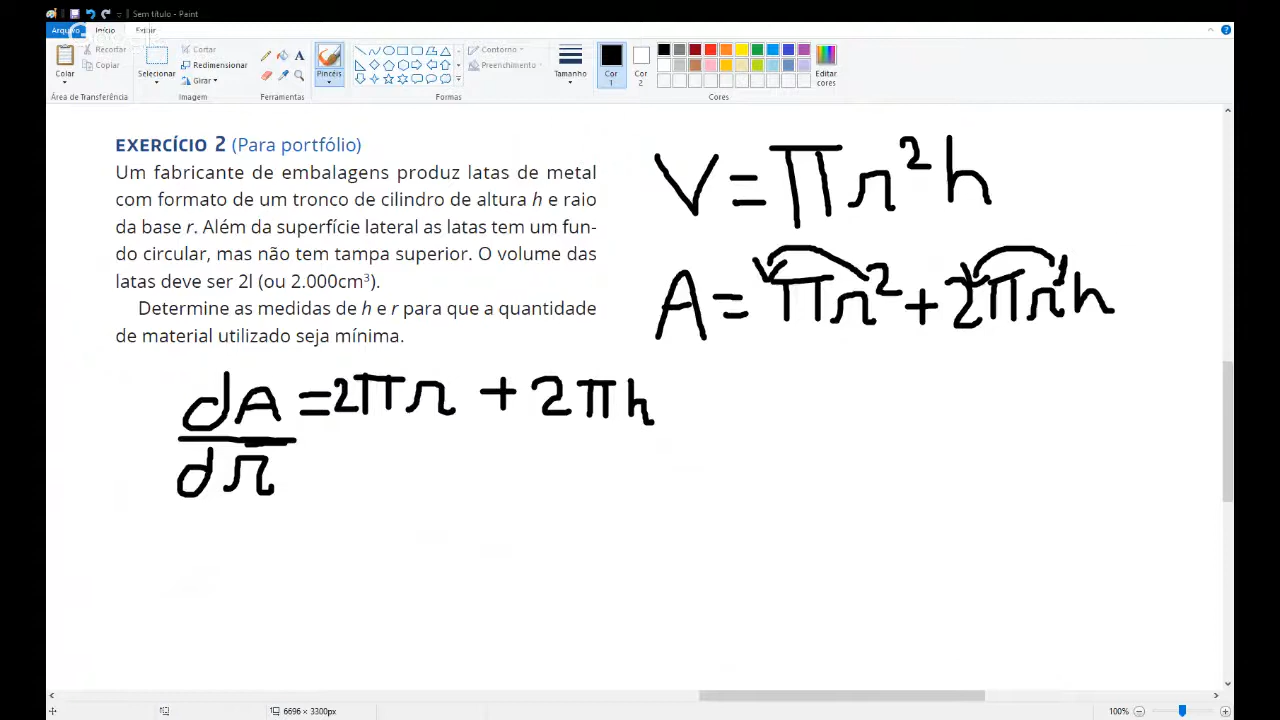 Sem título - Paint
Arquivo Início Exibir
Colar
Recortar
Copiar
Área de Transferência
Selecionar
Cortar
Redimensionar
Girar
Imagem
A
Ferramentas
Pincéis
Contorno
Preenchimento
Formas
Tamanho
Cor 1
Cor 2
Editar cores
Cores
EXERCÍCIO 2 (Para portfólio)
Um fabricante de embalagens produz latas de metal
com formato de um tronco de cilindro de altura h e raio
da base r. Além da superfície lateral as latas tem um fun-
do circular, mas não tem tampa superior. O volume das
latas deve ser 2l (ou 2.000cm³).
Determine as medidas de h e r para que a quantidade
de material utilizado seja mínima.
V = πr²h
A = πr² + 2πr¹h
dA/dr = 2πr + 2πh
6696 × 3300px
100%